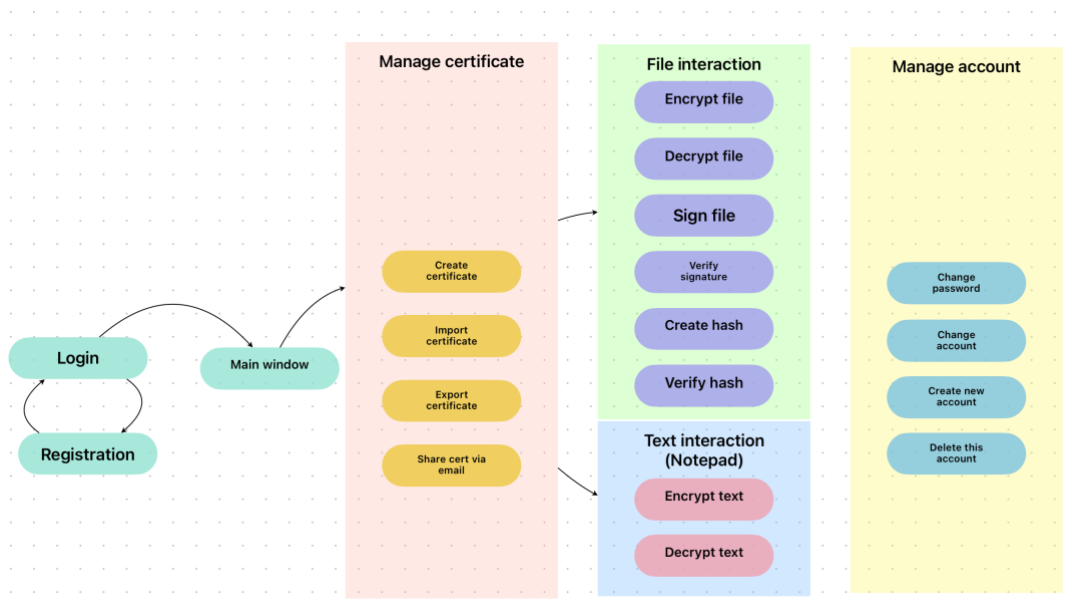 Login
Registration
Main window
Manage certificate
Create
certificate
Import
certificate
Export
certificate
Share cert via
email
File interaction
Encrypt file
Decrypt file
Sign file
Verify
signature
Create hash
Verify hash
Text interaction
(Notepad)
Encrypt text
Decrypt text
Manage account
Change
password
Change
account
Create new
account
Delete this
account